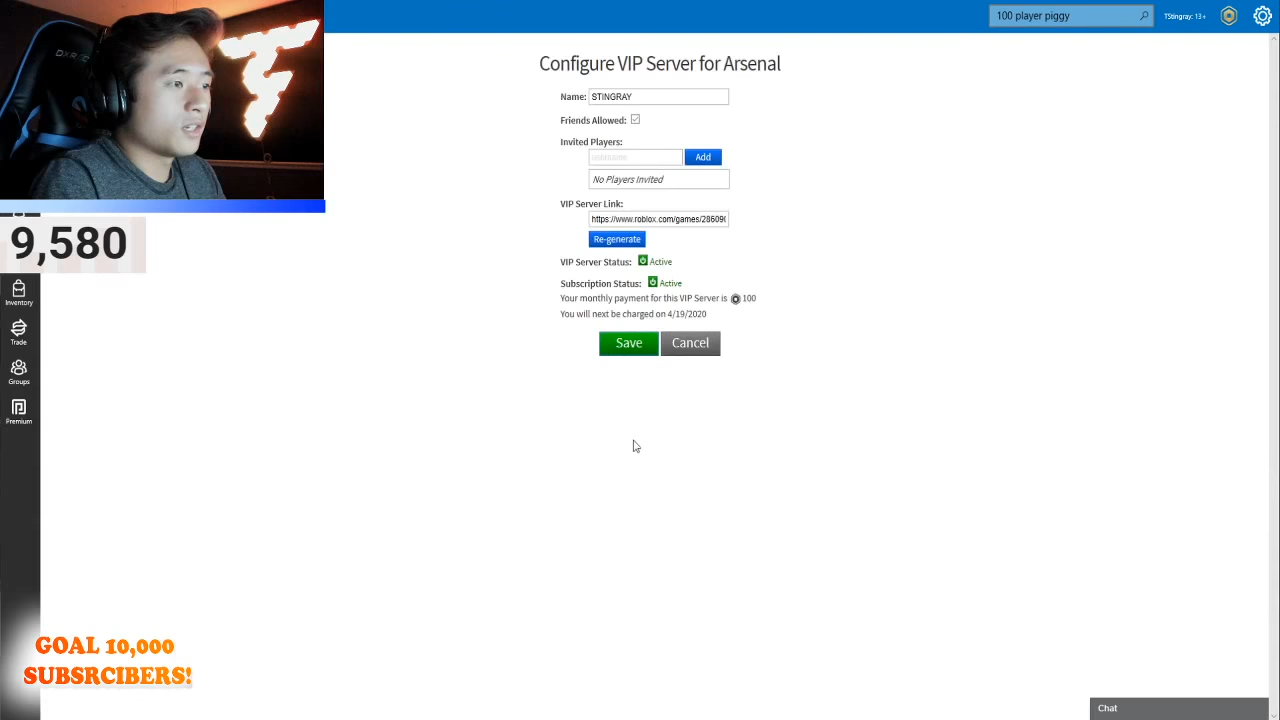 100 player piggy
TStingray: 13+
Configure VIP Server for Arsenal
Name: STINGRAY
Friends Allowed:
Invited Players:
username
Add
No Players Invited
VIP Server Link:
https://www.roblox.com/games/28609
Re-generate
VIP Server Status: Active
Subscription Status: Active
Your monthly payment for this VIP Server is 100
You will next be charged on 4/19/2020
Save
Cancel
9,580
Inventory
Trade
Groups
Premium
GOAL 10,000
SUBSRCIBERS!
Chat